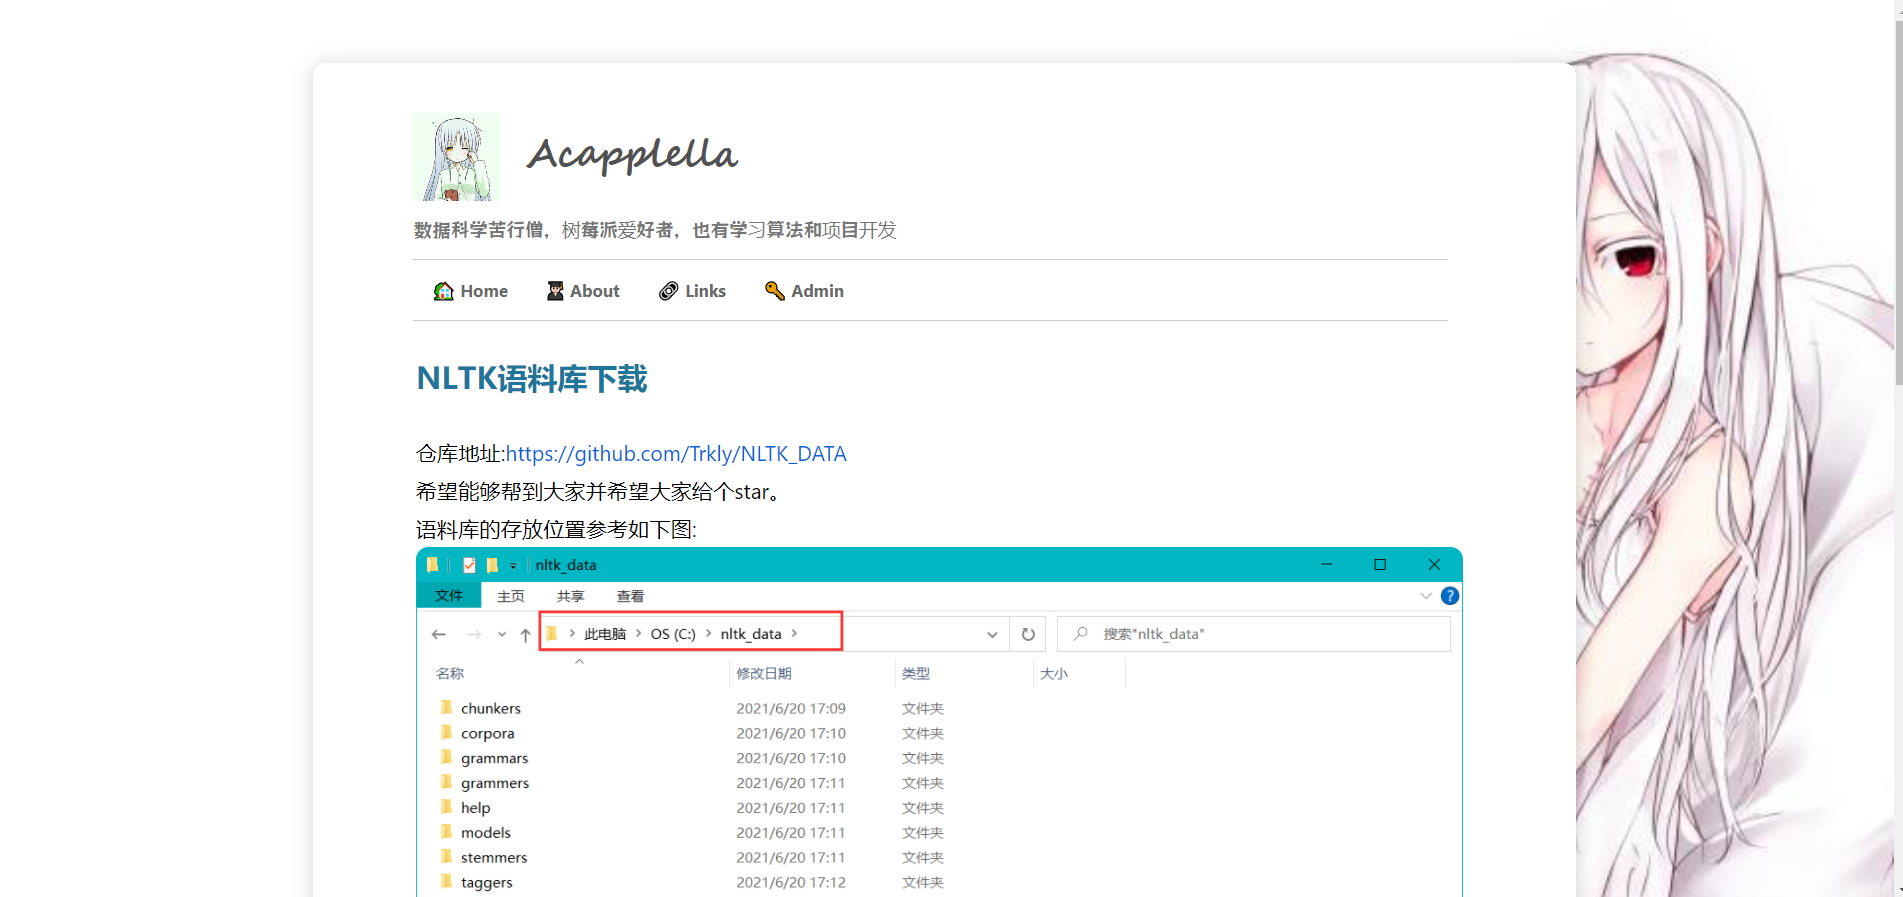 Acapplella
数据科学苦行僧，树莓派爱好者，也有学习算法和项目开发
Home About Links Admin
NLTK语料库下载
仓库地址:https://github.com/Trkly/NLTK_DATA
希望能够帮到大家并希望大家给个star。
语料库的存放位置参考如下图:
nltk_data
文件 主页 共享 查看
此电脑 OS (C:) nltk_data 搜索"nltk_data"
名称 修改日期 类型 大小
chunkers 2021/6/20 17:09 文件夹
corpora 2021/6/20 17:10 文件夹
grammars 2021/6/20 17:10 文件夹
grammers 2021/6/20 17:11 文件夹
help 2021/6/20 17:11 文件夹
models 2021/6/20 17:11 文件夹
stemmers 2021/6/20 17:11 文件夹
taggers 2021/6/20 17:12 文件夹